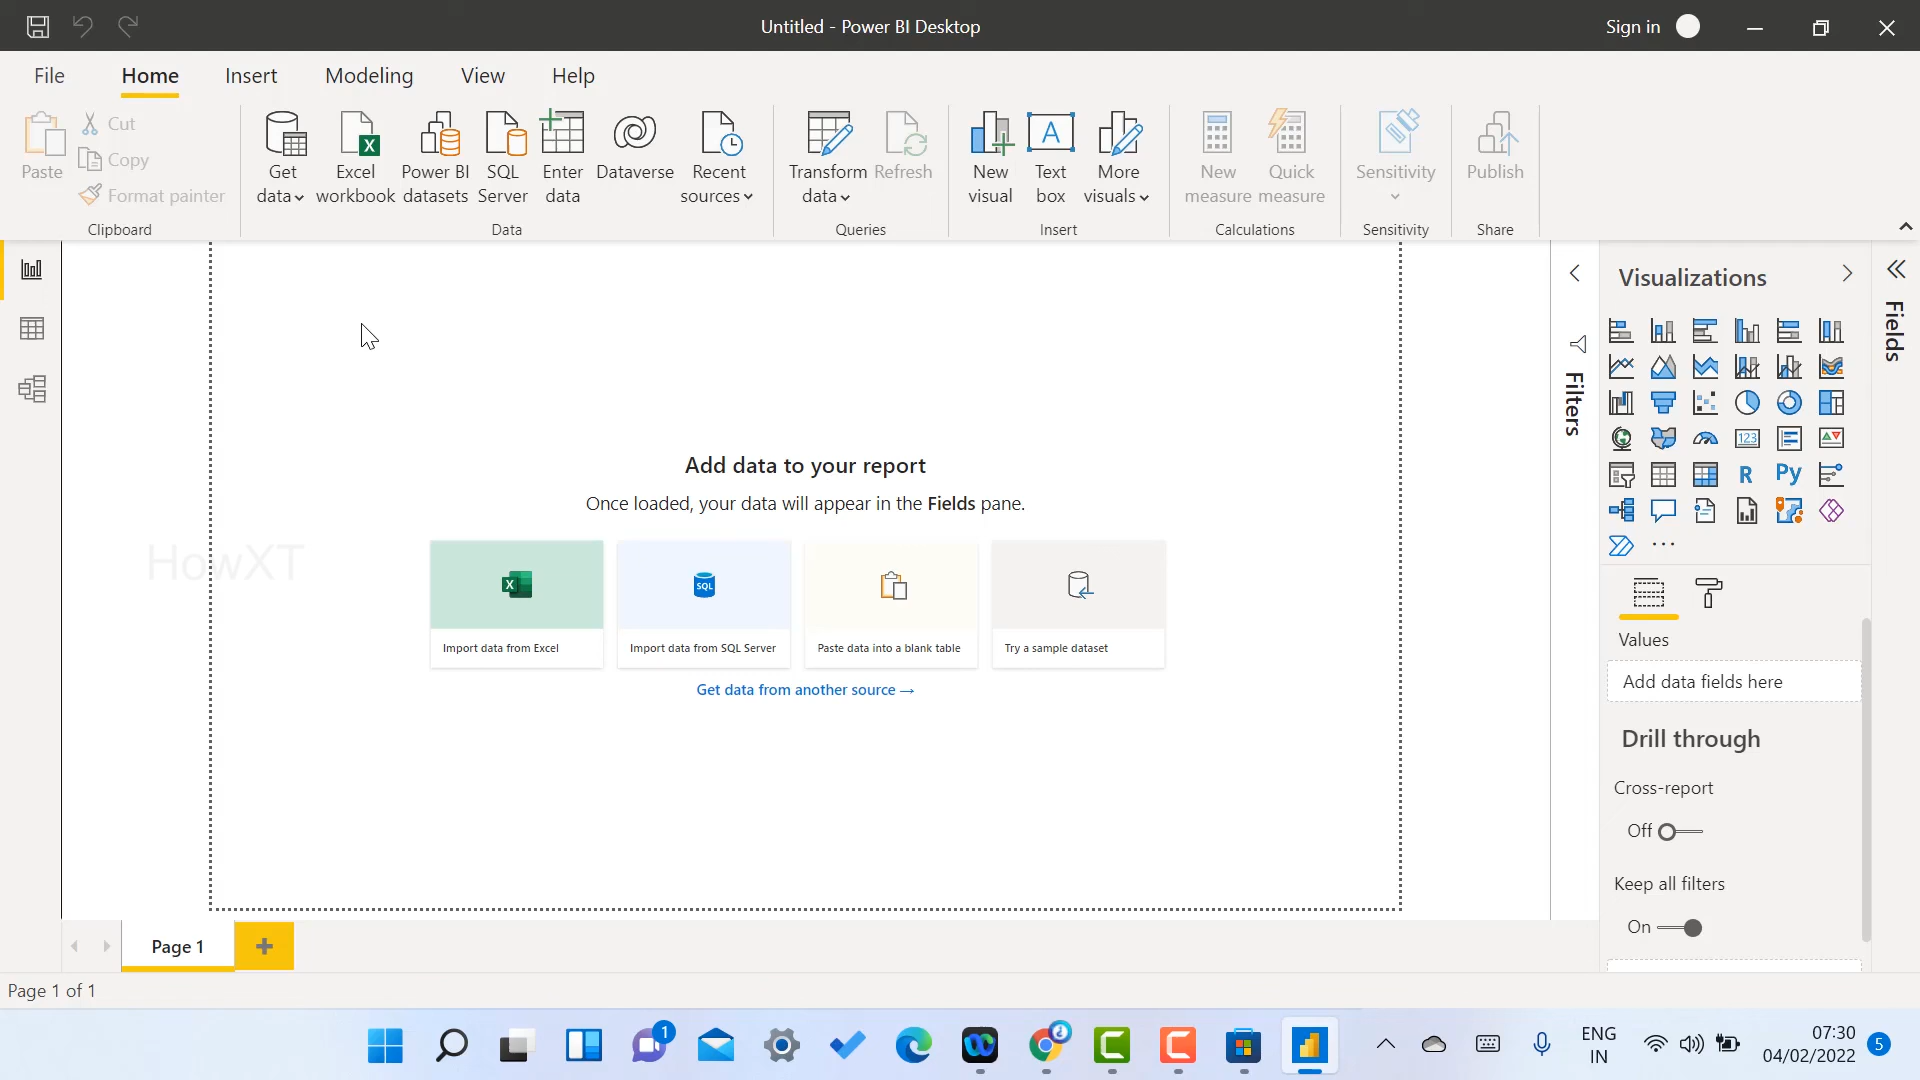 Untitled - Power BI Desktop
Sign in
File
Home
Insert
Modeling
View
Help
Paste
Cut
Copy
Format painter
Clipboard
Get
data
Excel
workbook
Power BI
datasets
SQL
Server
Enter
data
Dataverse
Recent
sources
Data
Transform
data
Refresh
Queries
New
visual
A
Text
box
More
visuals
Insert
New
measure
Quick
measure
Calculations
Sensitivity
Sensitivity
Publish
Share
Add data to your report
Once loaded, your data will appear in the Fields pane.
X
Import data from Excel
SQL
Import data from SQL Server
Paste data into a blank table
Try a sample dataset
Get data from another source →
HowXT
Filters
Visualizations
123
R
Py
Values
Add data fields here
Drill through
Cross-report
Off
Keep all filters
On
Fields
Page 1
Page 1 of 1
1
ENG
IN
07:30
04/02/2022
5